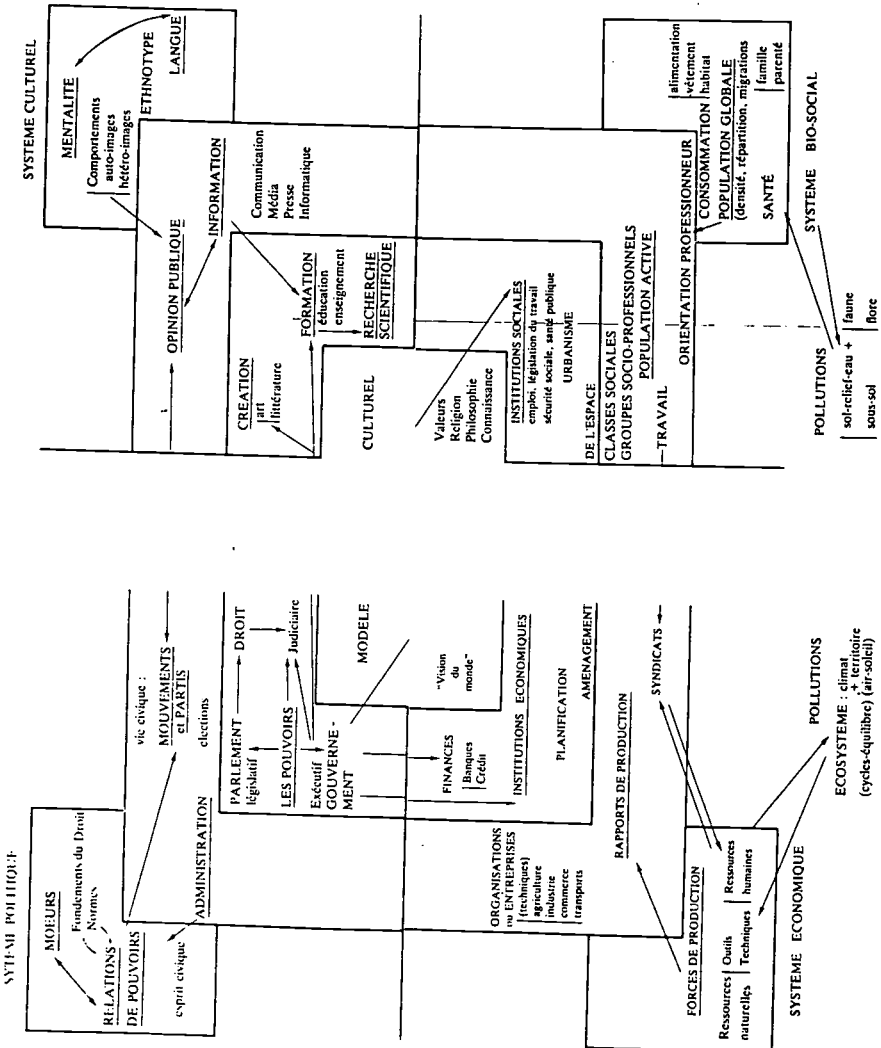 SYTEME POLITIQUE
MOEURS
Fondements du Droit
Normes
RELATIONS -
DE POUVOIRS
esprit civique
ADMINISTRATION
vie civique :
MOUVEMENTS
et PARTIS
elections
PARLEMENT
législatif
DROIT
LES POUVOIRS
Judiciaire
Exécutif
GOUVERNE -
MENT
MODELE
"Vision
du
monde"
FINANCES
Banques
Crédit
INSTITUTIONS ECONOMIQUES
PLANIFICATION
AMENAGEMENT
ORGANISATIONS
ou ENTREPRISES
(techniques)
agriculture
industrie
commerce
transports
RAPPORTS DE PRODUCTION
SYNDICATS
FORCES DE PRODUCTION
Ressources
naturelles
Outils
Techniques
Ressources
humaines
SYSTEME ECONOMIQUE
POLLUTIONS
ECOSYSTEME : climat
+ territoire
(cycles-équilibre) (air-soleil)
SYSTEME CULTUREL
MENTALITE
Comportements
auto-images
hétéro-images
ETHNOTYPE
LANGUE
OPINION PUBLIQUE
INFORMATION
Communication
Média
Presse
Informatique
CREATION
art
littérature
FORMATION
éducation
enseignement
RECHERCHE
SCIENTIFIQUE
CULTUREL
Valeurs
Religion
Philosophie
Connaissance
INSTITUTIONS SOCIALES
emploi, législation du travail
sécurité sociale, santé publique
URBANISME
DE L'ESPACE
CLASSES SOCIALES
GROUPES SOCIO-PROFESSIONNELS
POPULATION ACTIVE
TRAVAIL
ORIENTATION PROFESSIONNEUR
CONSOMMATION
alimentation
vêtement
habitat
POPULATION GLOBALE
(densité, répartition, migrations)
SANTÉ
famille
parenté
SYSTEME BIO-SOCIAL
POLLUTIONS
sol-relief-eau +
sous-sol
faune
flore